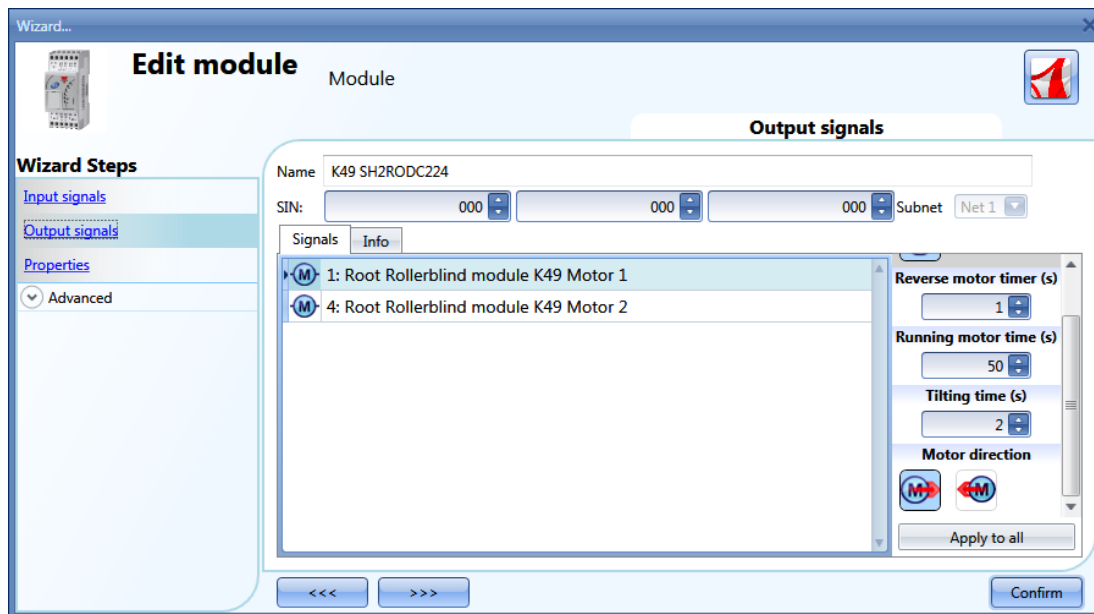 Wizard...
Edit module
Module
Output signals
Wizard Steps
Input signals
Output signals
Properties
Advanced
Name K49 SH2RODC224
SIN: 000 000 000 Subnet Net 1
Signals Info
1: Root Rollerblind module K49 Motor 1
4: Root Rollerblind module K49 Motor 2
Reverse motor timer (s)
1
Running motor time (s)
50
Tilting time (s)
2
Motor direction
M M
Apply to all
<<< >>> Confirm